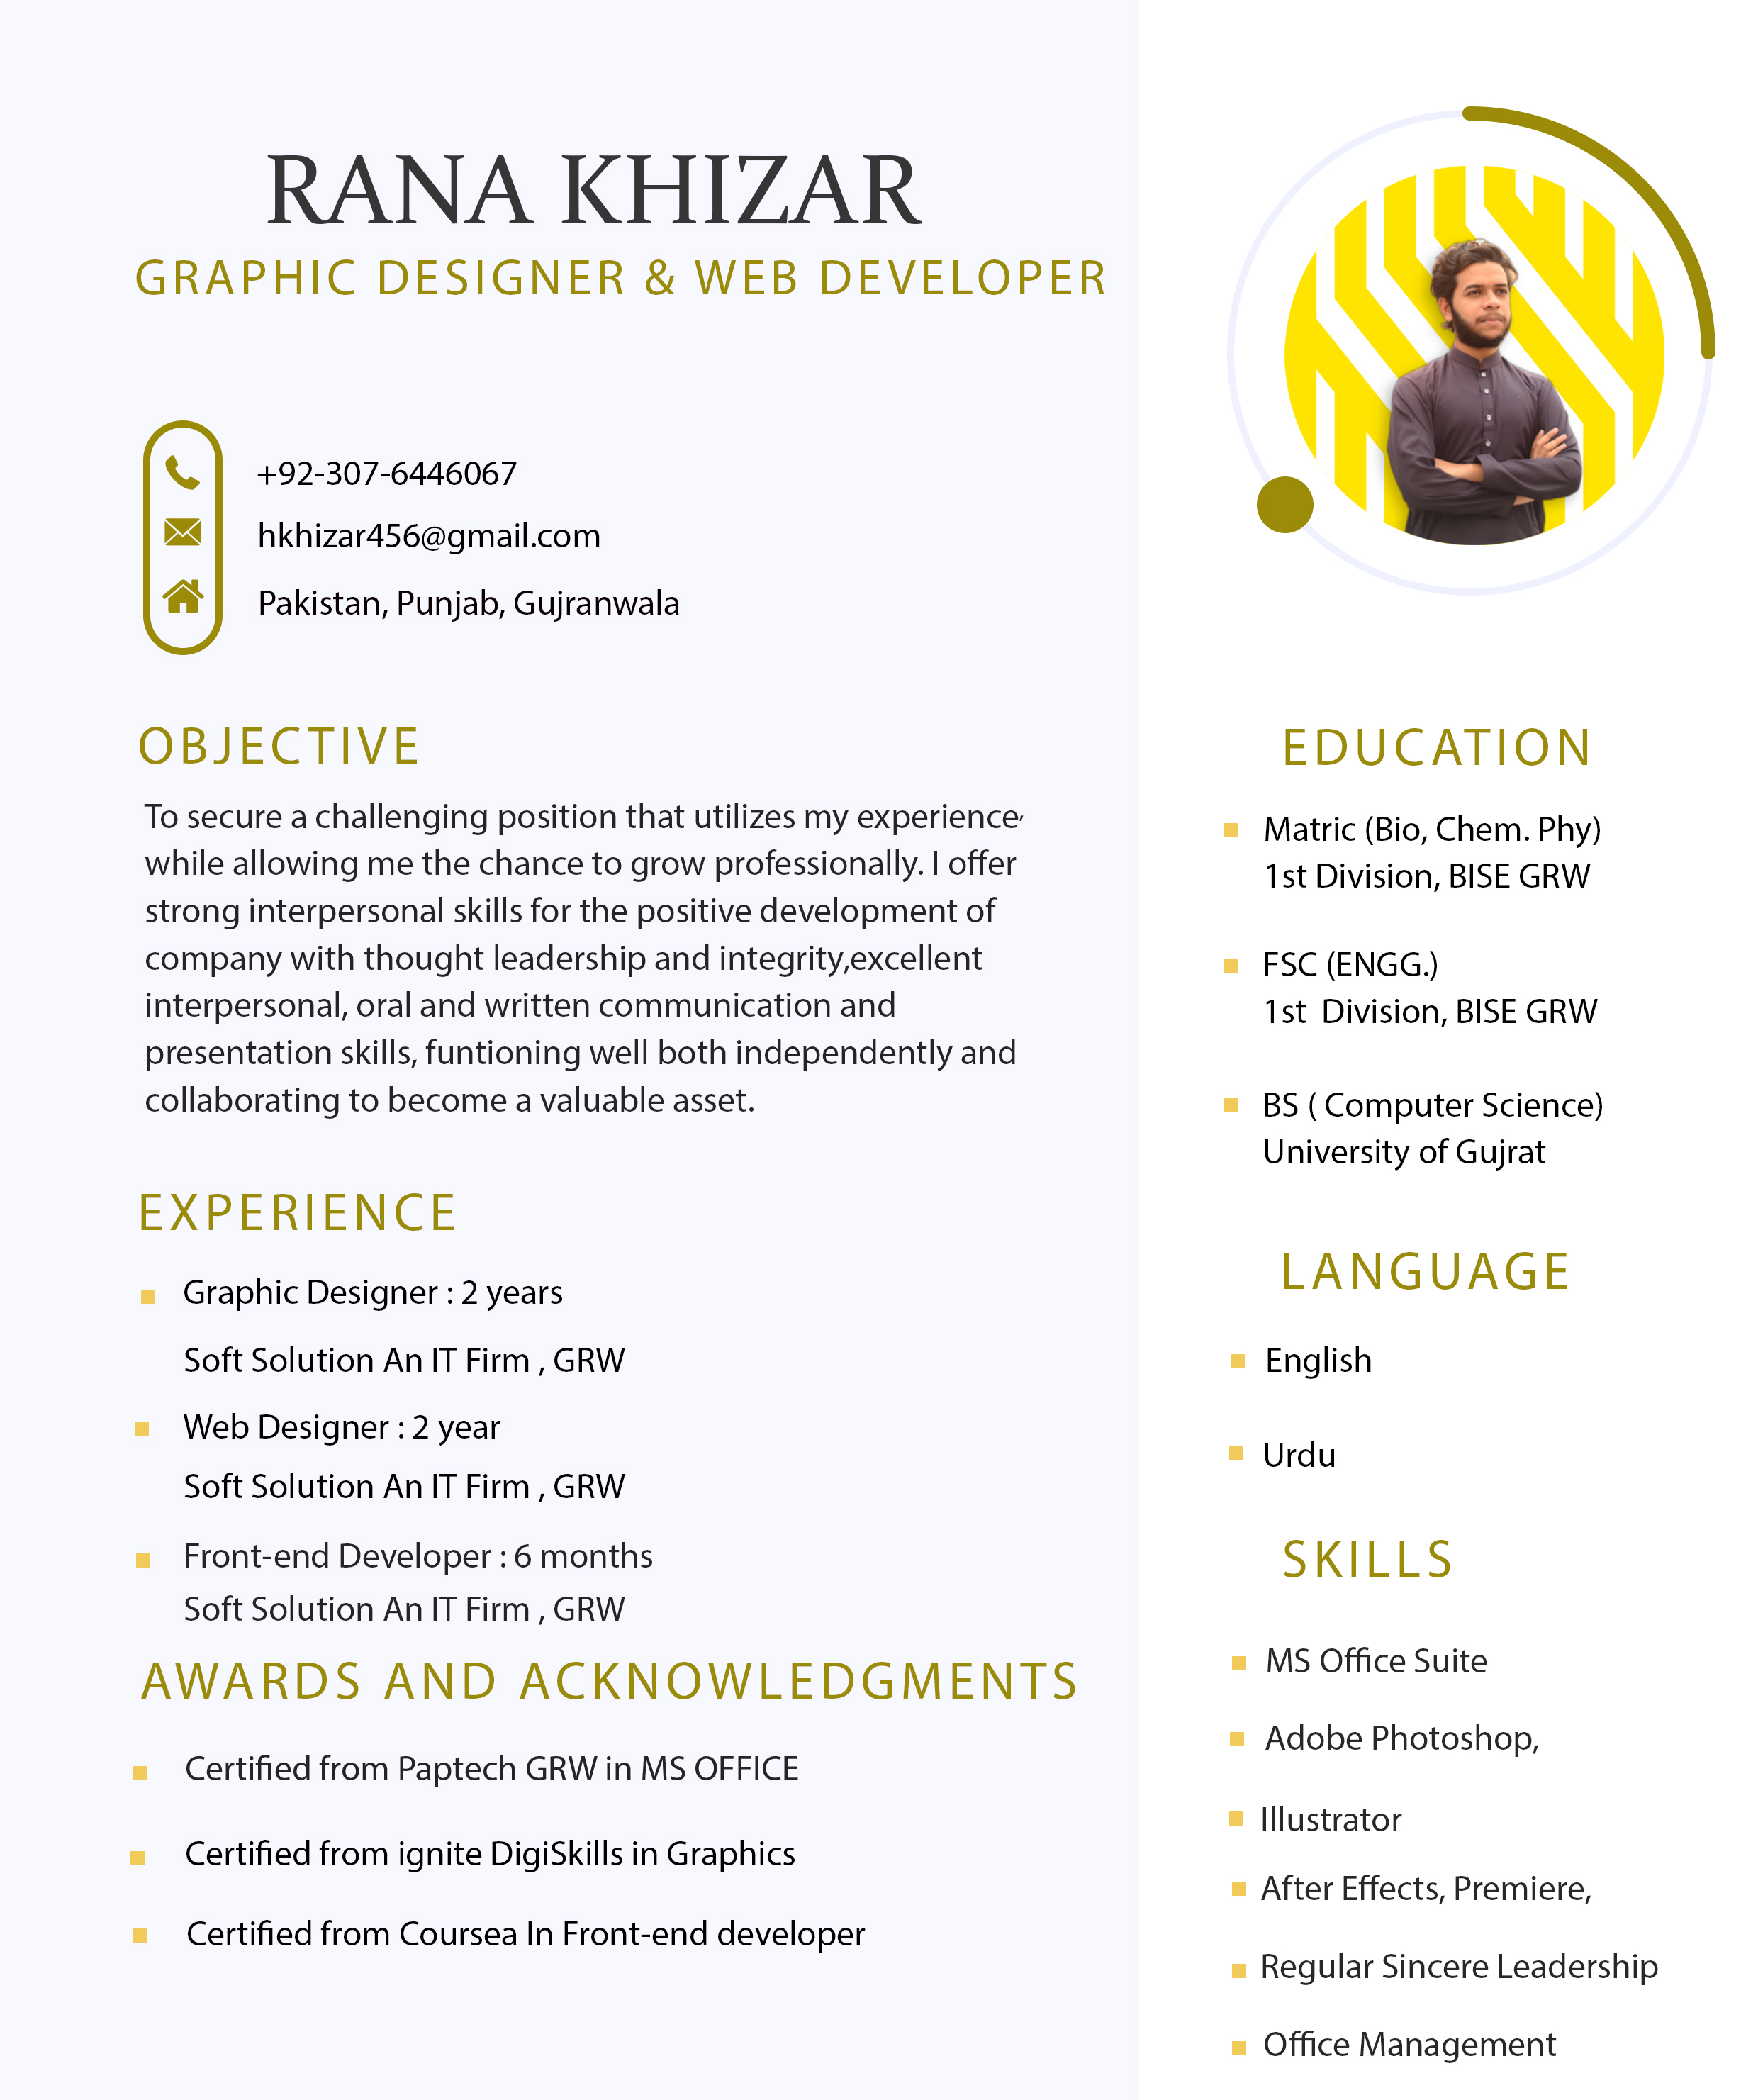 RANA KHIZAR
GRAPHIC DESIGNER & WEB DEVELOPER
+92-307-6446067
hkhizar456@gmail.com
Pakistan, Punjab, Gujranwala
OBJECTIVE
To secure a challenging position that utilizes my experience,
while allowing me the chance to grow professionally. I offer
strong interpersonal skills for the positive development of
company with thought leadership and integrity,excellent
interpersonal, oral and written communication and
presentation skills, funtioning well both independently and
collaborating to become a valuable asset.
EXPERIENCE
Graphic Designer : 2 years
Soft Solution An IT Firm , GRW
Web Designer : 2 year
Soft Solution An IT Firm , GRW
Front-end Developer : 6 months
Soft Solution An IT Firm , GRW
AWARDS AND ACKNOWLEDGMENTS
Certified from Paptech GRW in MS OFFICE
Certified from ignite DigiSkills in Graphics
Certified from Coursea In Front-end developer
EDUCATION
Matric (Bio, Chem. Phy)
1st Division, BISE GRW
FSC (ENGG.)
1st  Division, BISE GRW
BS ( Computer Science)
University of Gujrat
LANGUAGE
English
Urdu
SKILLS
MS Office Suite
Adobe Photoshop,
Illustrator
After Effects, Premiere,
Regular Sincere Leadership
Office Management